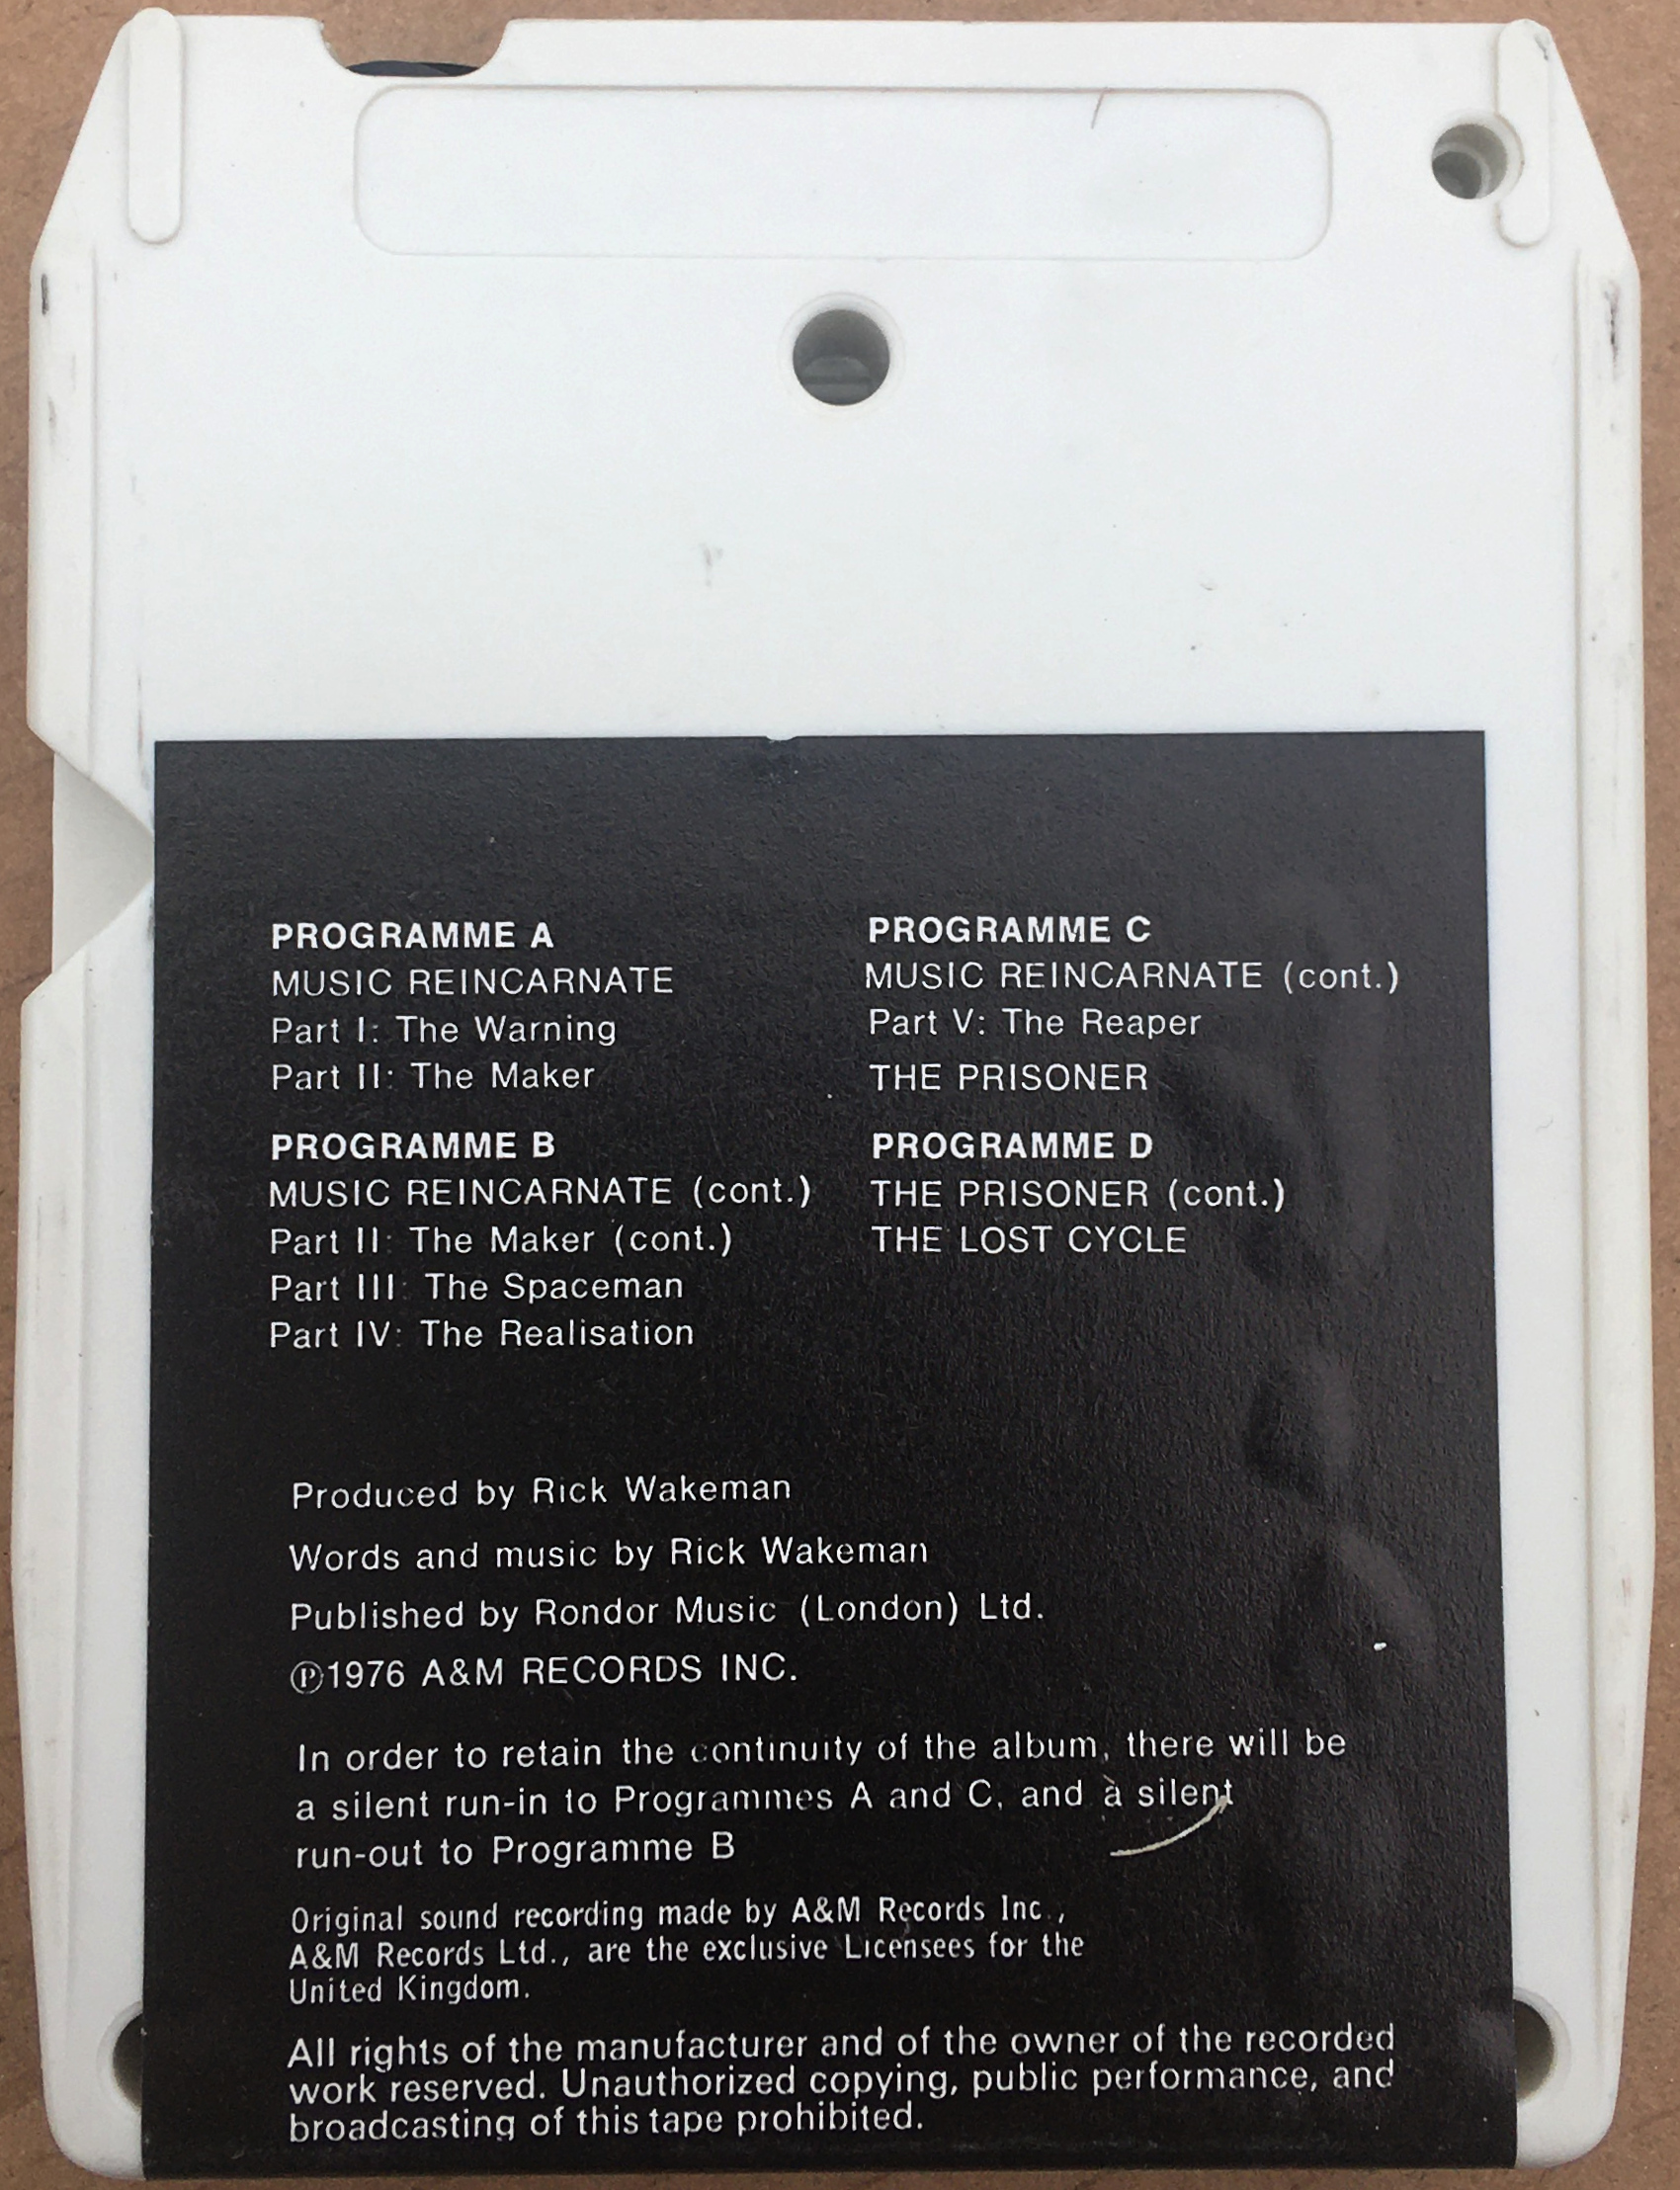 PROGRAMME A
MUSIC REINCARNATE
Part I: The Warning
Part II: The Maker
PROGRAMME B
MUSIC REINCARNATE (cont.)
Part II: The Maker (cont.)
Part III: The Spaceman
Part IV: The Realisation
PROGRAMME C
MUSIC REINCARNATE (cont.)
Part V: The Reaper
THE PRISONER
PROGRAMME D
THE PRISONER (cont.)
THE LOST CYCLE
Produced by Rick Wakeman
Words and music by Rick Wakeman
Published by Rondor Music (London) Ltd.
℗1976 A&M RECORDS INC.
In order to retain the continuity of the album, there will be
a silent run-in to Programmes A and C, and a silent
run-out to Programme B
Original sound recording made by A&M Records Inc.,
A&M Records Ltd., are the exclusive Licensees for the
United Kingdom.
All rights of the manufacturer and of the owner of the recorded
work reserved. Unauthorized copying, public performance, and
broadcasting of this tape prohibited.